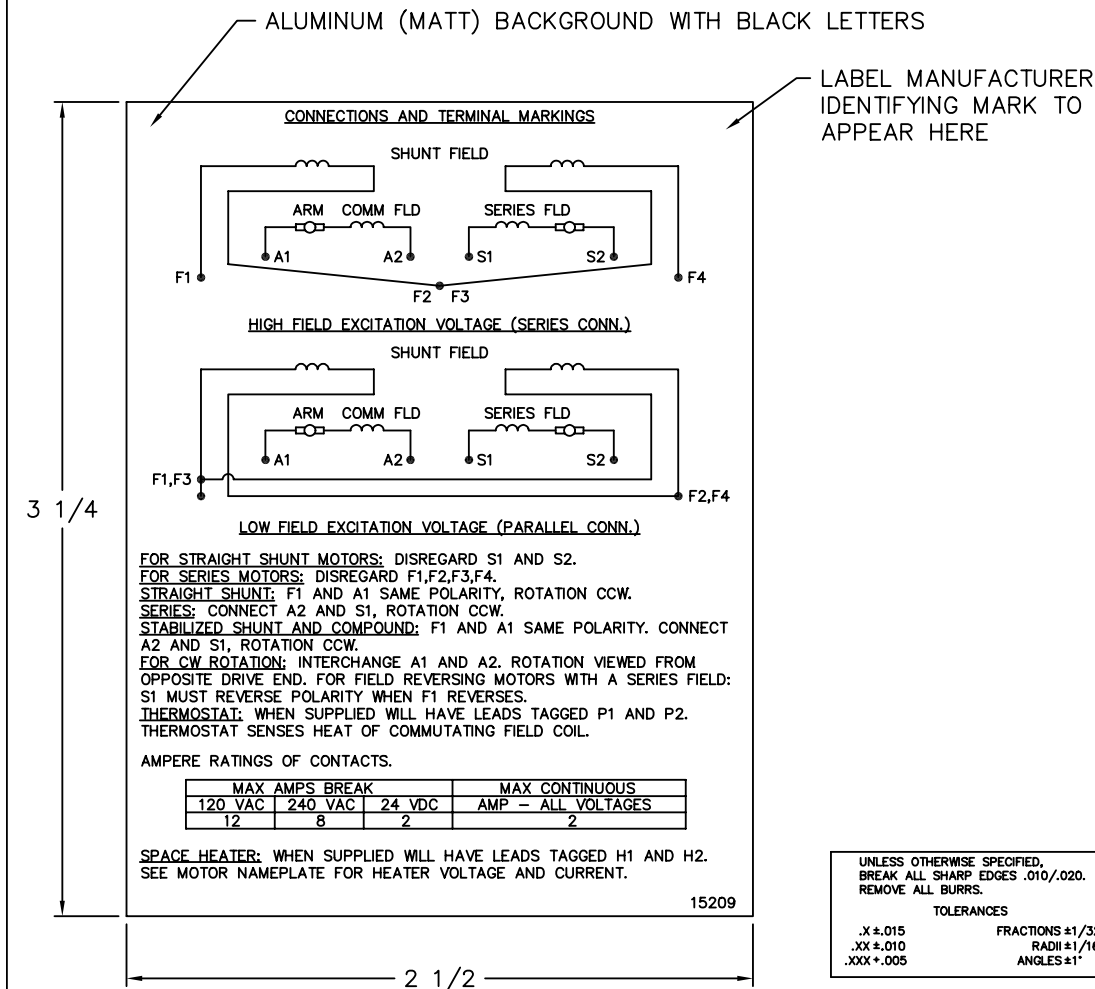 ALUMINUM (MATT) BACKGROUND WITH BLACK LETTERS
LABEL MANUFACTURER
IDENTIFYING MARK TO
APPEAR HERE
CONNECTIONS AND TERMINAL MARKINGS
SHUNT FIELD
ARM COMM FLD SERIES FLD
A1 A2 S1 S2
F1 F4
F2 F3
HIGH FIELD EXCITATION VOLTAGE (SERIES CONN.)
SHUNT FIELD
ARM COMM FLD SERIES FLD
A1 A2 S1 S2
F1,F3
F2,F4
LOW FIELD EXCITATION VOLTAGE (PARALLEL CONN.)
3 1/4
FOR STRAIGHT SHUNT MOTORS: DISREGARD S1 AND S2.
FOR SERIES MOTORS: DISREGARD F1,F2,F3,F4.
STRAIGHT SHUNT: F1 AND A1 SAME POLARITY, ROTATION CCW.
SERIES: CONNECT A2 AND S1, ROTATION CCW.
STABILIZED SHUNT AND COMPOUND: F1 AND A1 SAME POLARITY. CONNECT
A2 AND S1, ROTATION CCW.
FOR CW ROTATION: INTERCHANGE A1 AND A2. ROTATION VIEWED FROM
OPPOSITE DRIVE END. FOR FIELD REVERSING MOTORS WITH A SERIES FIELD:
S1 MUST REVERSE POLARITY WHEN F1 REVERSES.
THERMOSTAT: WHEN SUPPLIED WILL HAVE LEADS TAGGED P1 AND P2.
THERMOSTAT SENSES HEAT OF COMMUTATING FIELD COIL.
AMPERE RATINGS OF CONTACTS.
MAX AMPS BREAK MAX CONTINUOUS
120 VAC 240 VAC 24 VDC AMP – ALL VOLTAGES
12 8 2 2
SPACE HEATER: WHEN SUPPLIED WILL HAVE LEADS TAGGED H1 AND H2.
SEE MOTOR NAMEPLATE FOR HEATER VOLTAGE AND CURRENT.
15209
2 1/2
UNLESS OTHERWISE SPECIFIED,
BREAK ALL SHARP EDGES .010/.020.
REMOVE ALL BURRS.
TOLERANCES
.X ±.015 FRACTIONS ±1/32
.XX ±.010 RADII ±1/16
.XXX +.005 ANGLES ±1°